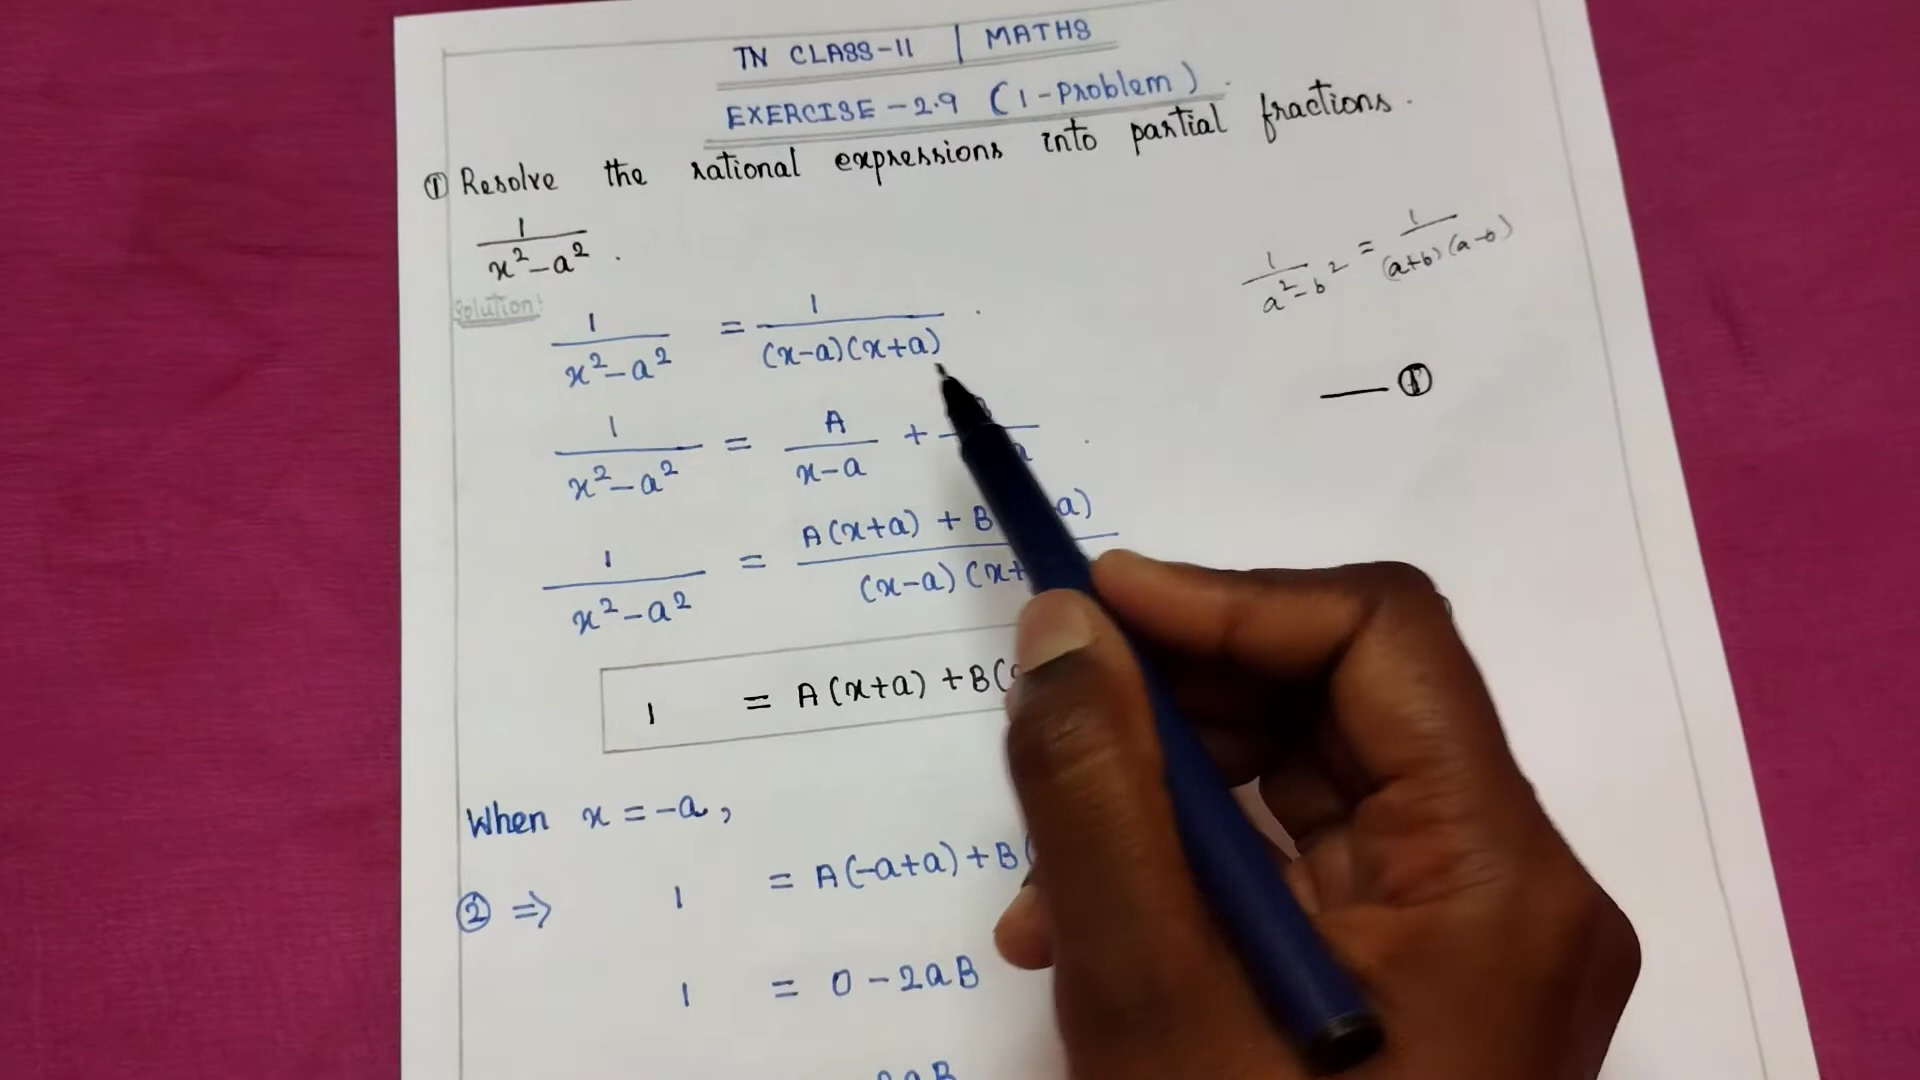 TN CLASS-11 | MATHS
EXERCISE-2.9 (1-Problem)
① Resolve the rational expressions into partial fractions.
1/(x²-a²).
Solution:
1/(x²-a²) = 1/((x-a)(x+a))
1/(a²-b²) = 1/((a+b)(a-b))
1/(x²-a²) = A/(x-a) +
—— ①
1/(x²-a²) = A(x+a) + B a) / (x-a)(x+
1 = A(x+a) + B(
When x = -a,
② ⇒ 1 = A(-a+a) + B(
1 = 0 - 2aB